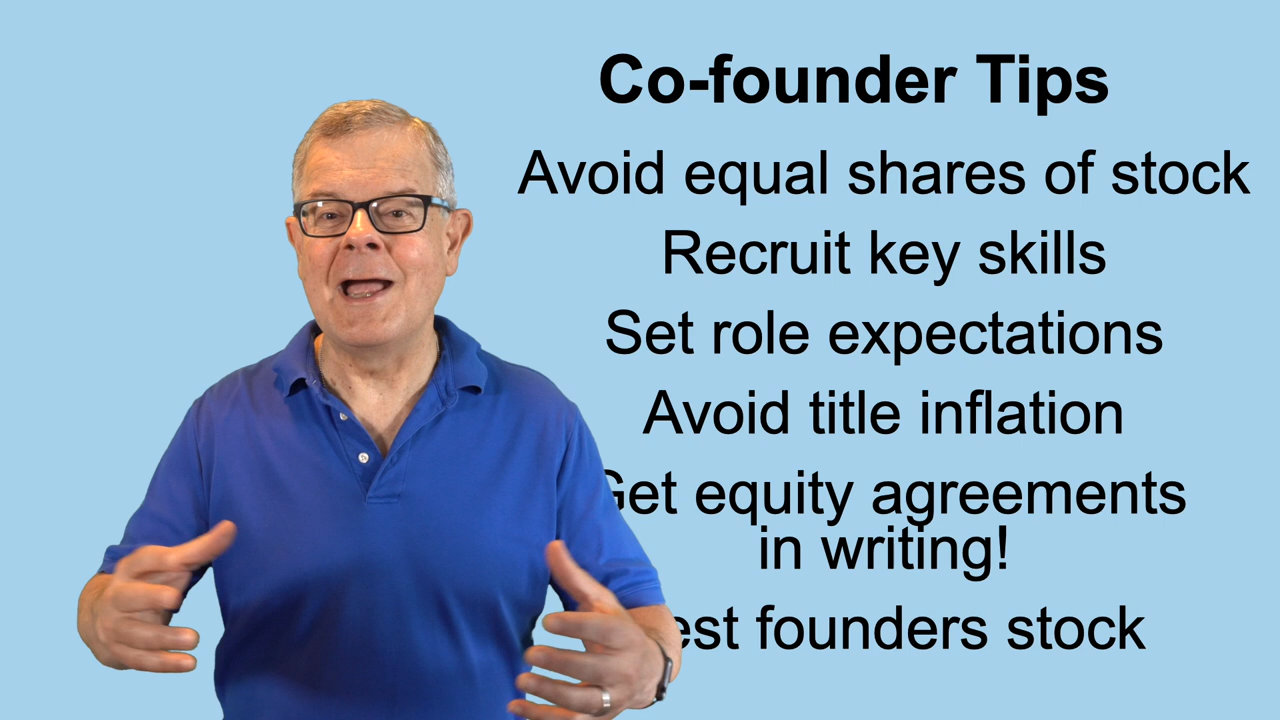 Co-founder Tips
Avoid equal shares of stock
Recruit key skills
Set role expectations
Avoid title inflation
Get equity agreements
in writing!
founders stock